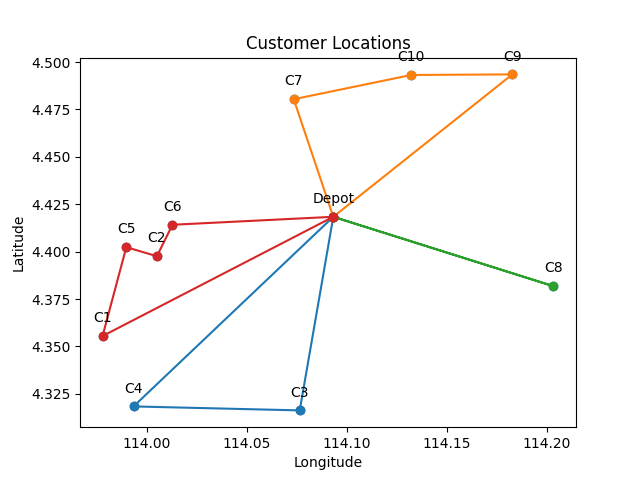 Customer Locations
4.500
4.475
4.450
4.425
4.400
4.375
4.350
4.325
Latitude
C10
C9
C7
Depot
C6
C5
C2
C8
C1
C4
C3
114.00
114.05
114.10
114.15
114.20
Longitude